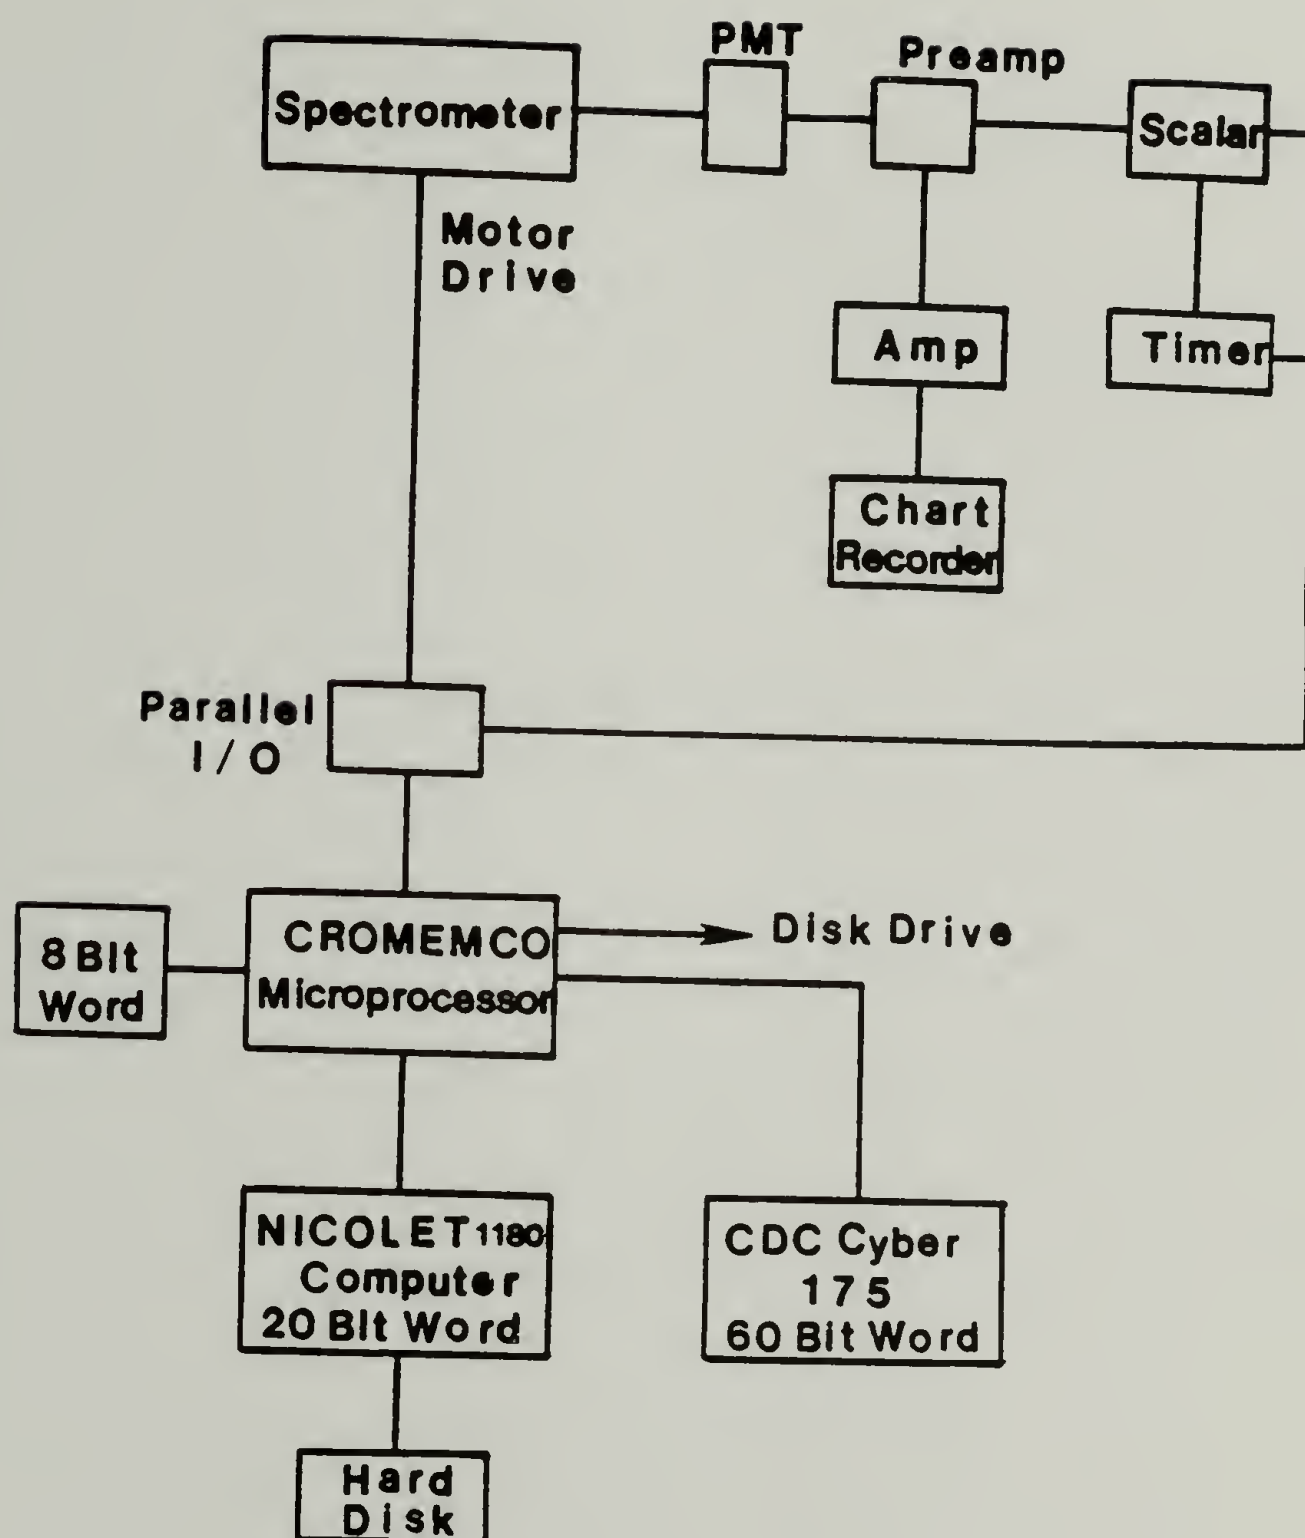 PMT
Preamp
Spectrometer
Scalar
Motor
Drive
Amp
Timer
Chart
Recorder
Parallel
I/O
8 Bit
Word
CROMEMCO
Microprocessor
Disk Drive
NICOLET 1180
Computer
20 Bit Word
CDC Cyber
175
60 Bit Word
Hard
Disk